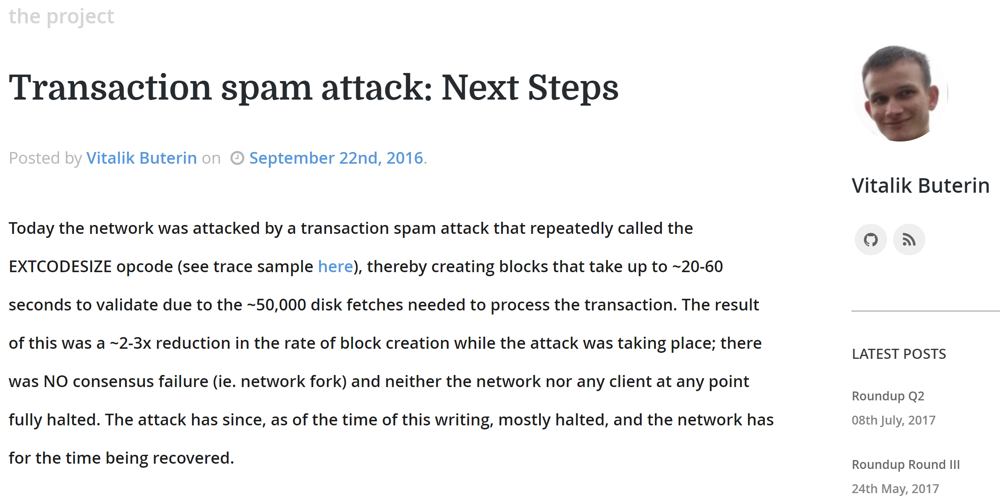 the project
Transaction spam attack: Next Steps
Posted by Vitalik Buterin on September 22nd, 2016.
Today the network was attacked by a transaction spam attack that repeatedly called the
EXTCODESIZE opcode (see trace sample here), thereby creating blocks that take up to ~20-60
seconds to validate due to the ~50,000 disk fetches needed to process the transaction. The result
of this was a ~2-3x reduction in the rate of block creation while the attack was taking place; there
was NO consensus failure (ie. network fork) and neither the network nor any client at any point
fully halted. The attack has since, as of the time of this writing, mostly halted, and the network has
for the time being recovered.
Vitalik Buterin
LATEST POSTS
Roundup Q2
08th July, 2017
Roundup Round III
24th May, 2017